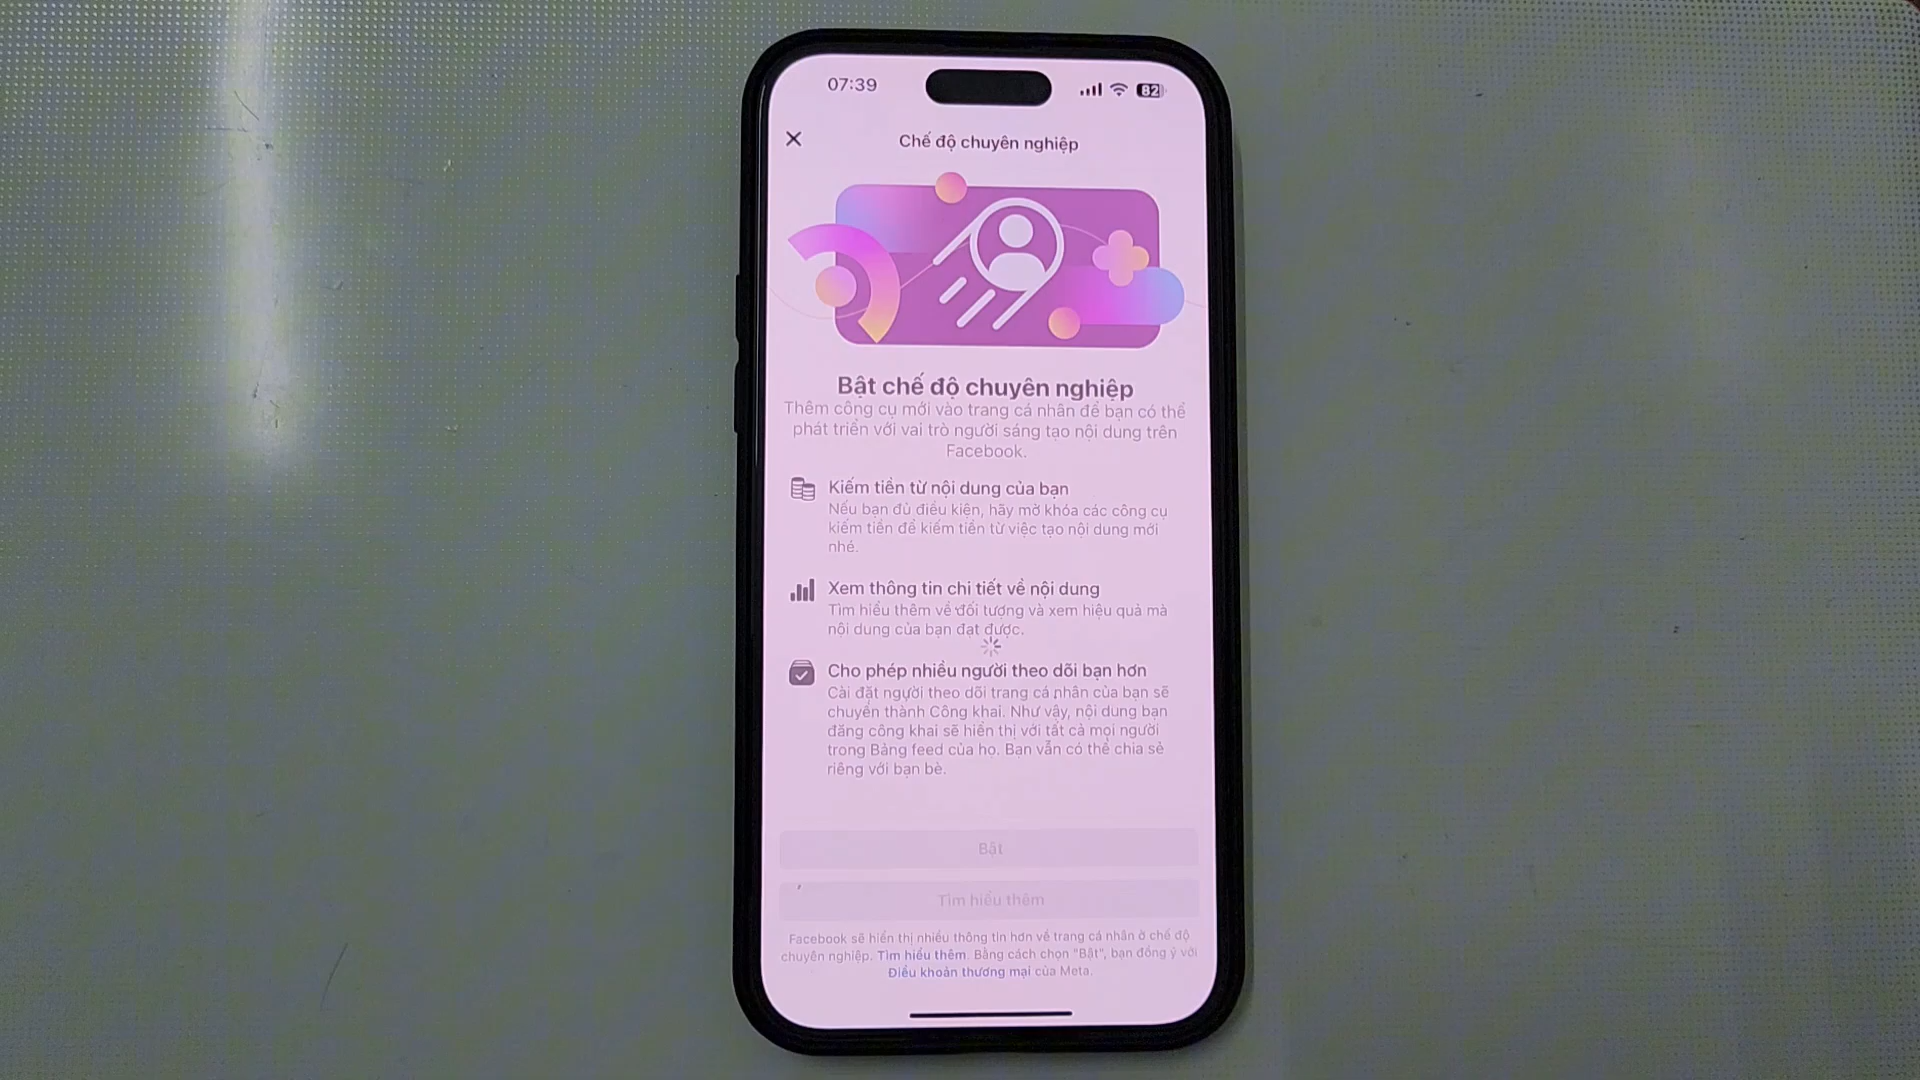 07:39
82
Chế độ chuyên nghiệp
Bật chế độ chuyên nghiệp
Thêm công cụ mới vào trang cá nhân để bạn có thể
phát triển với vai trò người sáng tạo nội dung trên
Facebook.
Kiếm tiền từ nội dung của bạn
Nếu bạn đủ điều kiện, hãy mở khóa các công cụ
kiếm tiền để kiếm tiền từ việc tạo nội dung mới
nhé.
Xem thông tin chi tiết về nội dung
Tìm hiểu thêm về đối tượng và xem hiệu quả mà
nội dung của bạn đạt được.
Cho phép nhiều người theo dõi bạn hơn
Cài đặt người theo dõi trang cá nhân của bạn sẽ
chuyển thành Công khai. Như vậy, nội dung bạn
đăng công khai sẽ hiển thị với tất cả mọi người
trong Bảng feed của họ. Bạn vẫn có thể chia sẻ
riêng với bạn bè.
Bật
Tìm hiểu thêm
Facebook sẽ hiển thị nhiều thông tin hơn về trang cá nhân ở chế độ
chuyên nghiệp. Tìm hiểu thêm. Bằng cách chọn "Bật", bạn đồng ý với
Điều khoản thương mại của Meta.